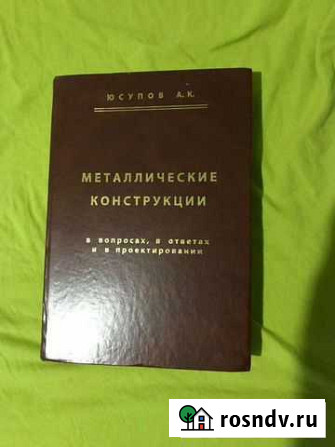 ЮСУПОВ А.К.
МЕТАЛЛИЧЕСКИЕ
КОНСТРУКЦИИ
в вопросах, в ответах
и в проектировании
rosndv.ru